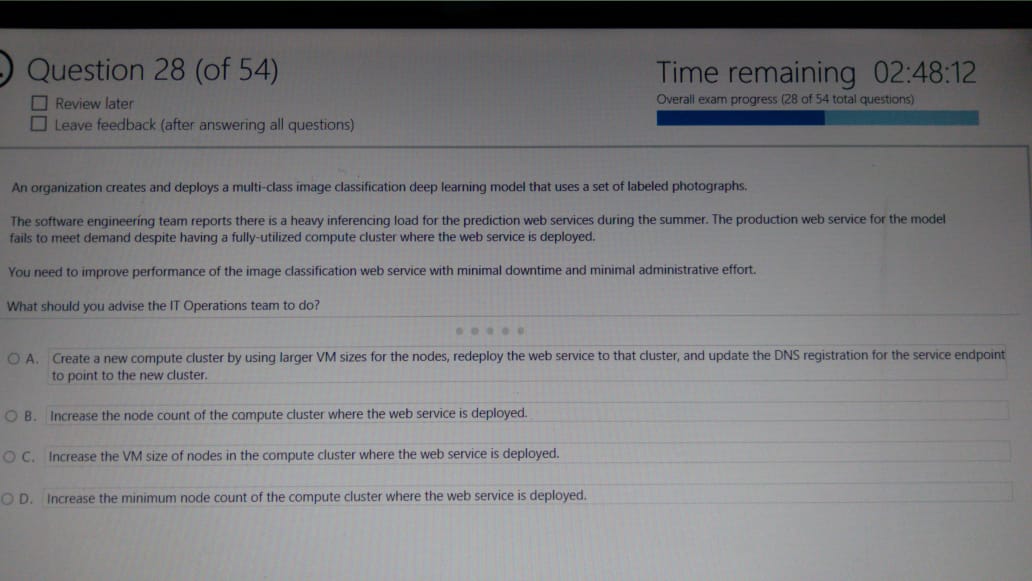 Question 28 (of 54)
Time remaining 02:48:12
Review later
Overall exam progress (28 of 54 total questions)
Leave feedback (after answering all questions)
An organization creates and deploys a multi-class image classification deep learning model that uses a set of labeled photographs.
The software engineering team reports there is a heavy inferencing load for the prediction web services during the summer. The production web service for the model
fails to meet demand despite having a fully-utilized compute cluster where the web service is deployed.
You need to improve performance of the image classification web service with minimal downtime and minimal administrative effort.
What should you advise the IT Operations team to do?
A. Create a new compute cluster by using larger VM sizes for the nodes, redeploy the web service to that cluster, and update the DNS registration for the service endpoint
to point to the new cluster.
B. Increase the node count of the compute cluster where the web service is deployed.
C. Increase the VM size of nodes in the compute cluster where the web service is deployed.
D. Increase the minimum node count of the compute cluster where the web service is deployed.